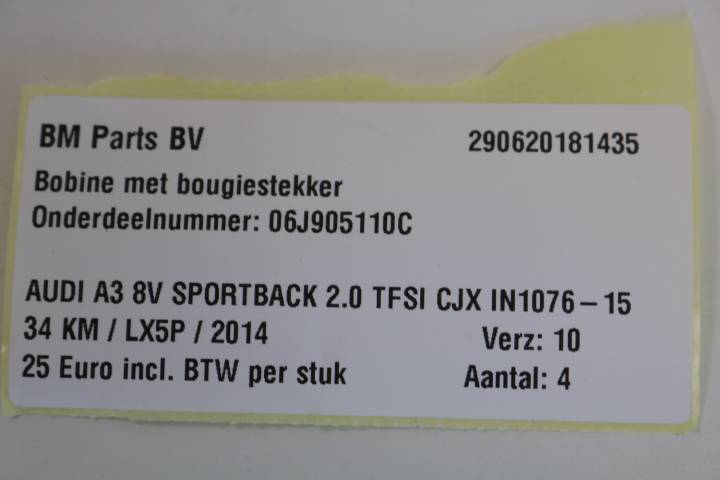 BM Parts BV 290620181435
Bobine met bougiestekker
Onderdeelnummer: 06J905110C
AUDI A3 8V SPORTBACK 2.0 TFSI CJX IN1076-15
34 KM / LX5P / 2014 Verz: 10
25 Euro incl. BTW per stuk Aantal: 4